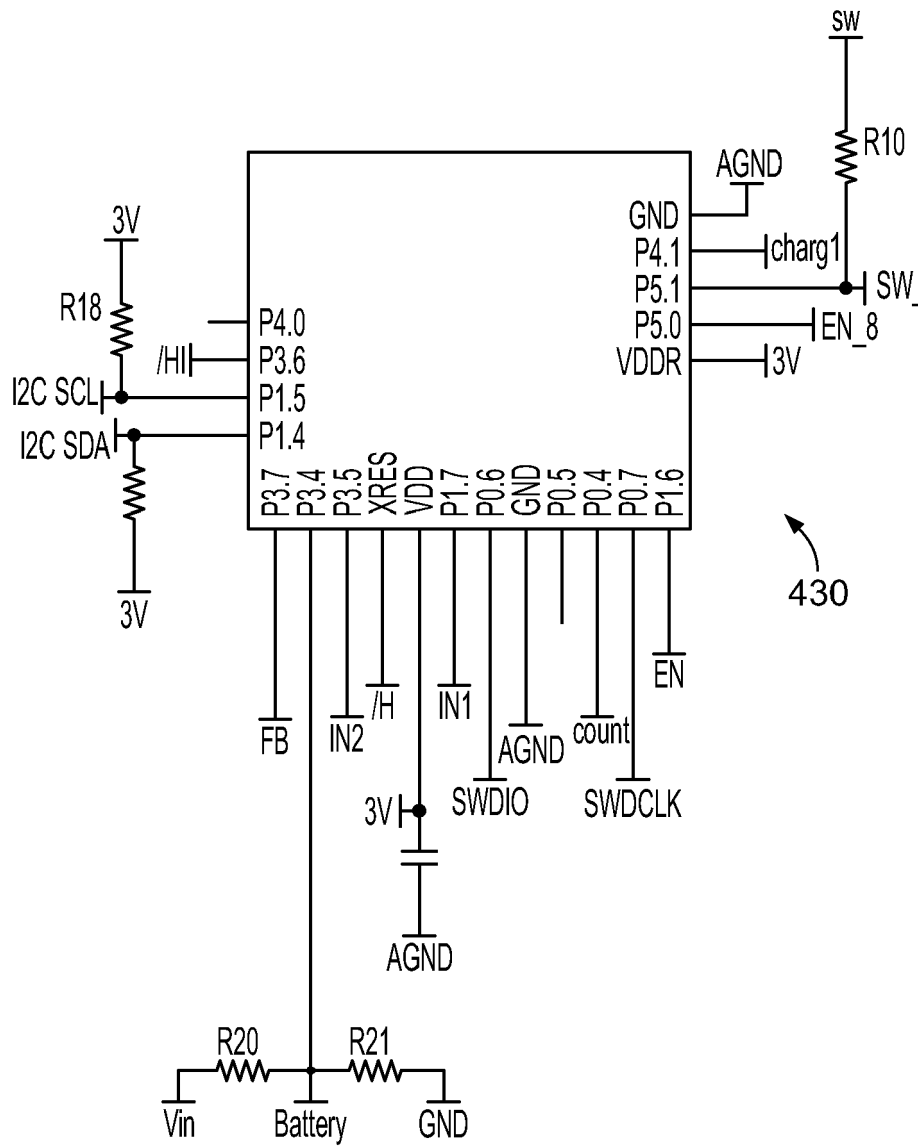 SW
R10
AGND
GND
P4.1
charg1
P5.1
SW_
P5.0
EN_8
VDDR
3V
3V
R18
P4.0
/HI
P3.6
I2C SCL
P1.5
I2C SDA
P1.4
3V
P3.7
P3.4
P3.5
XRES
VDD
P1.7
P0.6
GND
P0.5
P0.4
P0.7
P1.6
430
FB
IN2
/H
IN1
EN
AGND
count
SWDIO
SWDCLK
3V
AGND
R20
R21
Vin
Battery
GND